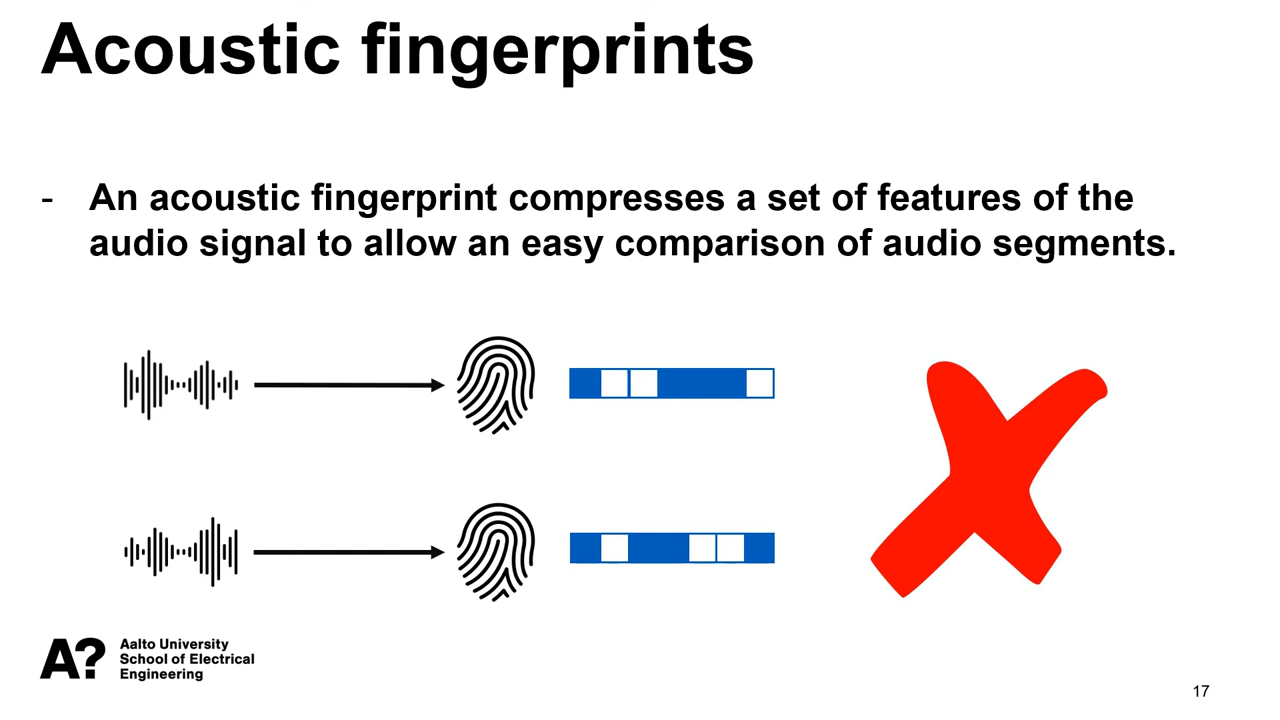 Acoustic fingerprints
- An acoustic fingerprint compresses a set of features of the
audio signal to allow an easy comparison of audio segments.
A?
Aalto University
School of Electrical
Engineering
17